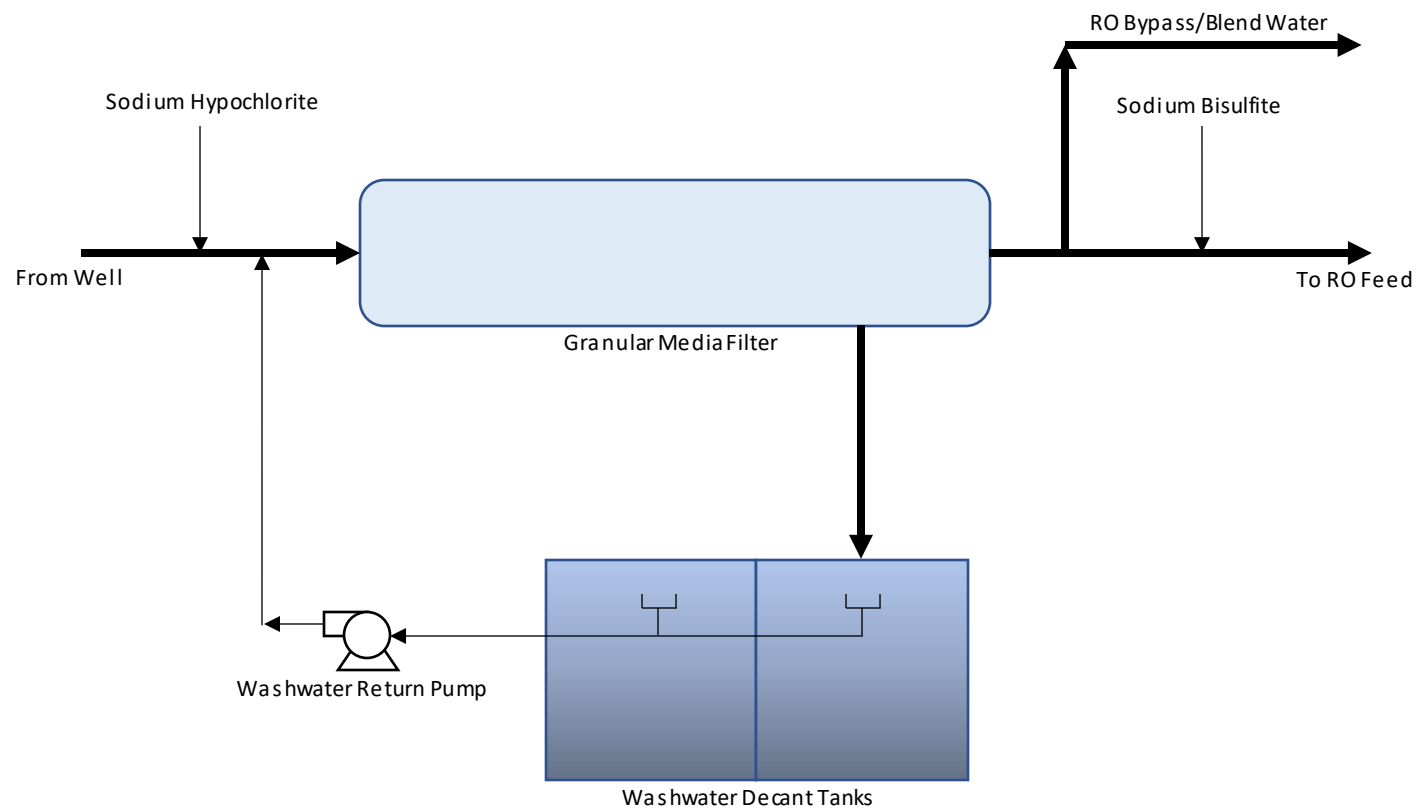 RO Bypass/Blend Water
Sodium Hypochlorite
Sodium Bisulfite
From Well
To RO Feed
Granular Media Filter
Washwater Return Pump
Washwater Decant Tanks